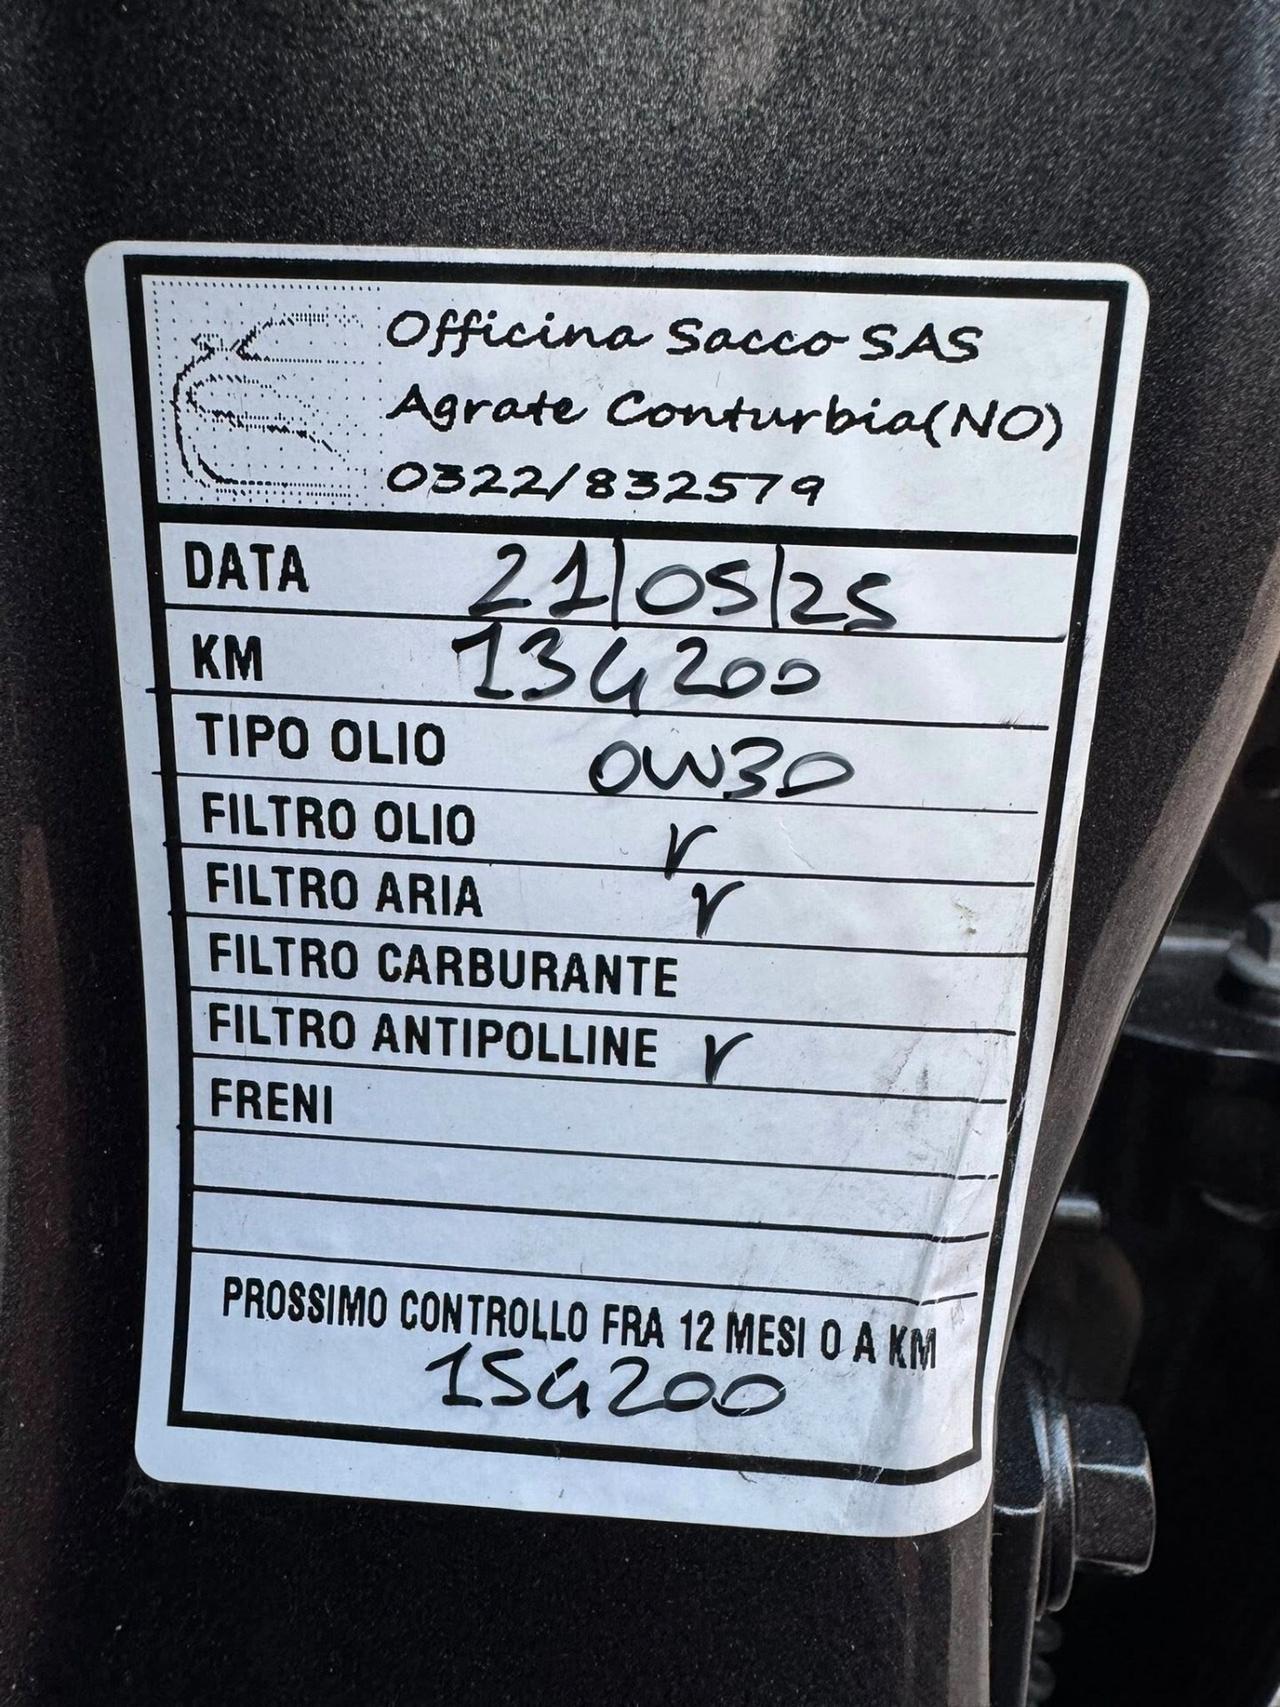 Officina Sacco SAS
Agrate Conturbia(NO)
0322/832579
DATA 21/05/25
KM 134200
TIPO OLIO 0W30
FILTRO OLIO ✓
FILTRO ARIA ✓
FILTRO CARBURANTE
FILTRO ANTIPOLLINE ✓
FRENI
PROSSIMO CONTROLLO FRA 12 MESI O A KM
154200